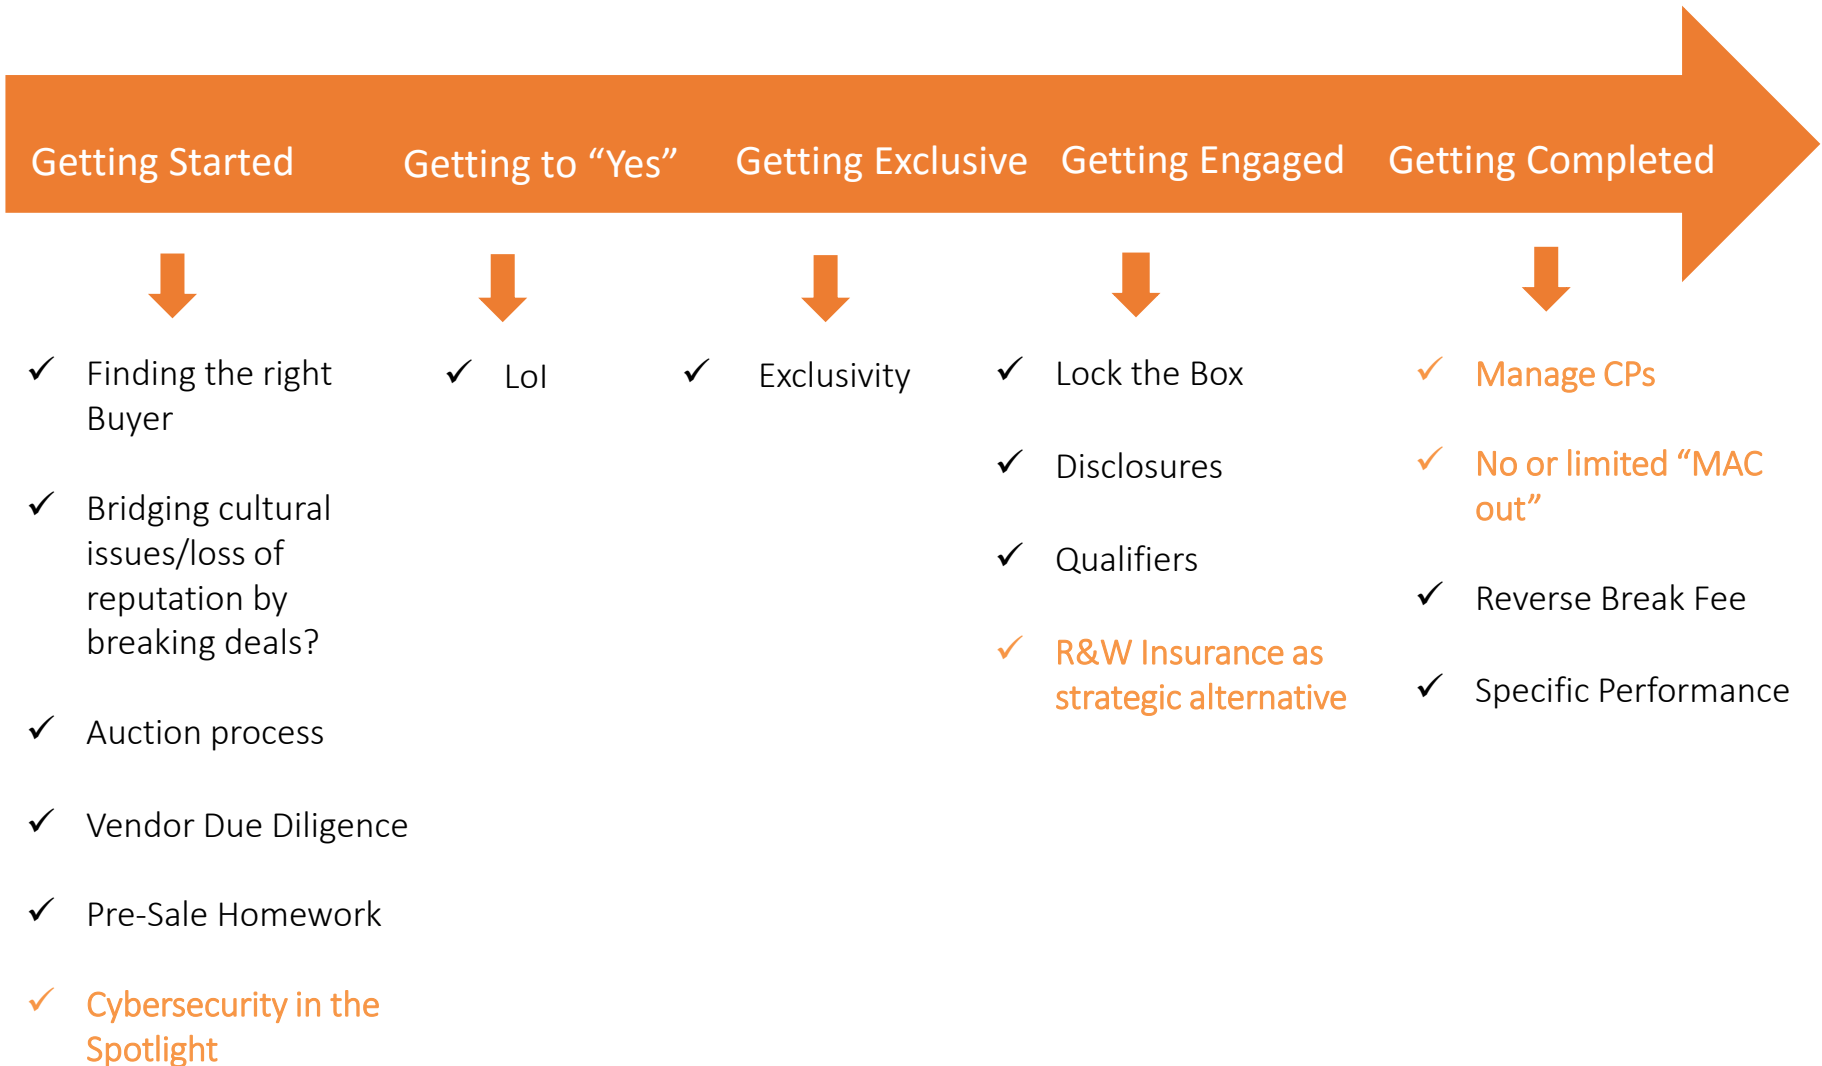 Getting Started
Getting to “Yes”
Getting Exclusive
Getting Engaged
Getting Completed
Finding the right
Buyer
Bridging cultural
issues/loss of
reputation by
breaking deals?
Auction process
Vendor Due Diligence
Pre-Sale Homework
Cybersecurity in the
Spotlight
LoI
Exclusivity
Lock the Box
Disclosures
Qualifiers
R&W Insurance as
strategic alternative
Manage CPs
No or limited “MAC
out”
Reverse Break Fee
Specific Performance